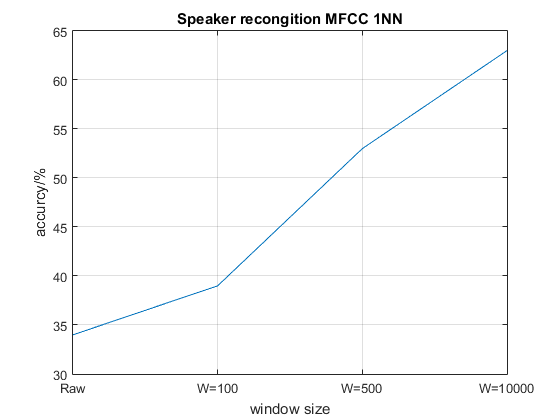 Speaker recongition MFCC 1NN
65
60
55
50
45
40
35
30
accurcy/%
Raw W=100 W=500 W=10000
window size